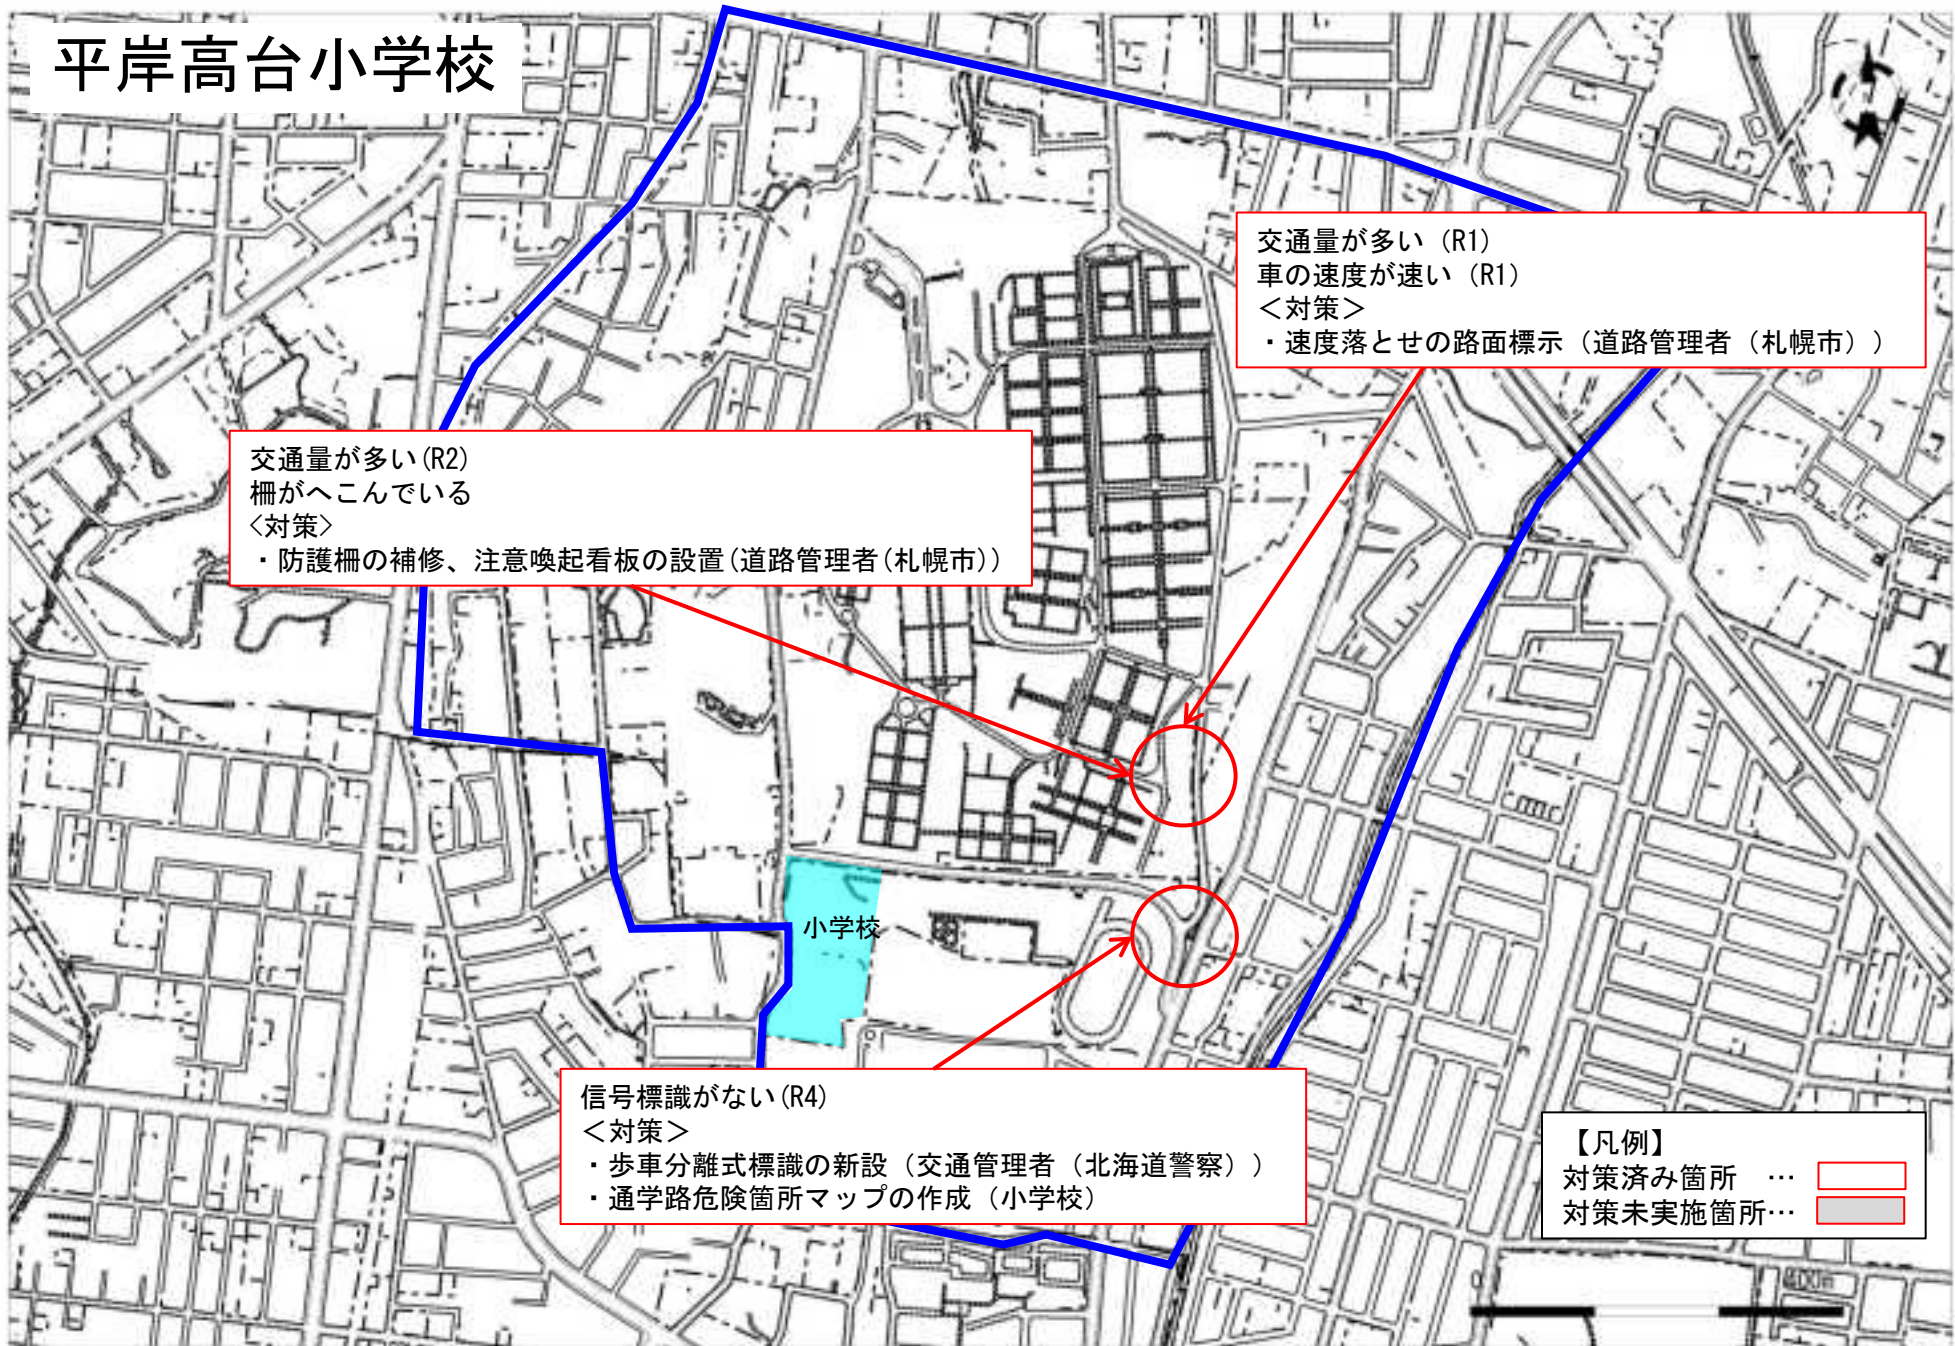 平岸高台小学校
交通量が多い（R1）
車の速度が速い（R1）
＜対策＞
・速度落とせの路面標示（道路管理者（札幌市））
交通量が多い(R2)
柵がへこんでいる
<対策>
・防護柵の補修、注意喚起看板の設置(道路管理者(札幌市))
小学校
信号標識がない(R4)
＜対策＞
・歩車分離式標識の新設（交通管理者（北海道警察））
・通学路危険箇所マップの作成（小学校）
【凡例】
対策済み箇所　…
対策未実施箇所…
0 400m